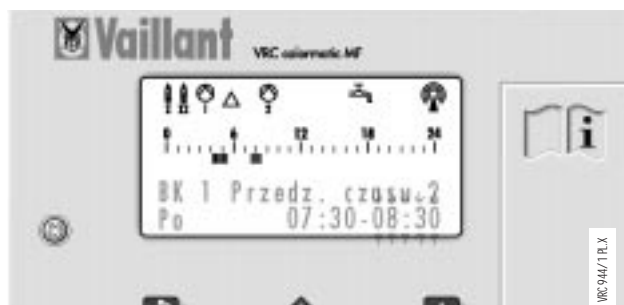 Vaillant
VRC calormatic MF
0 6 12 18 24
BK 1 Przedz. czasu 2
Po 07:30-08:30
i
VRC 944/1 PL X